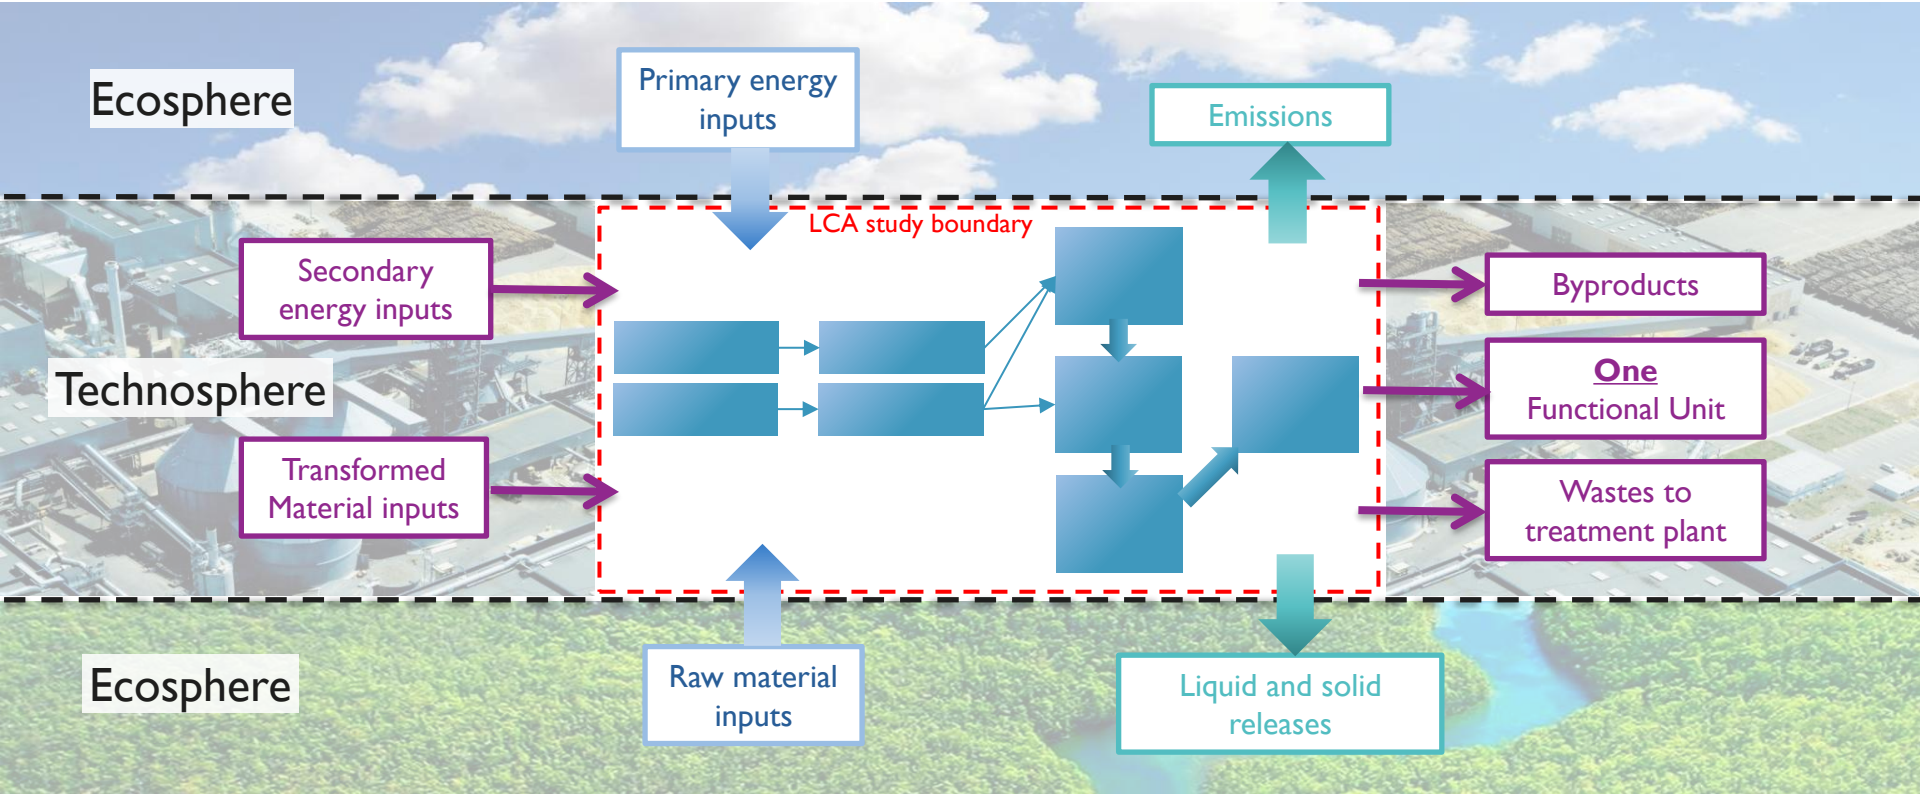 Ecosphere
Primary energy
inputs
Emissions
LCA study boundary
Secondary
energy inputs
Byproducts
Technosphere
One
Functional Unit
Transformed
Material inputs
Wastes to
treatment plant
Ecosphere
Raw material
inputs
Liquid and solid
releases